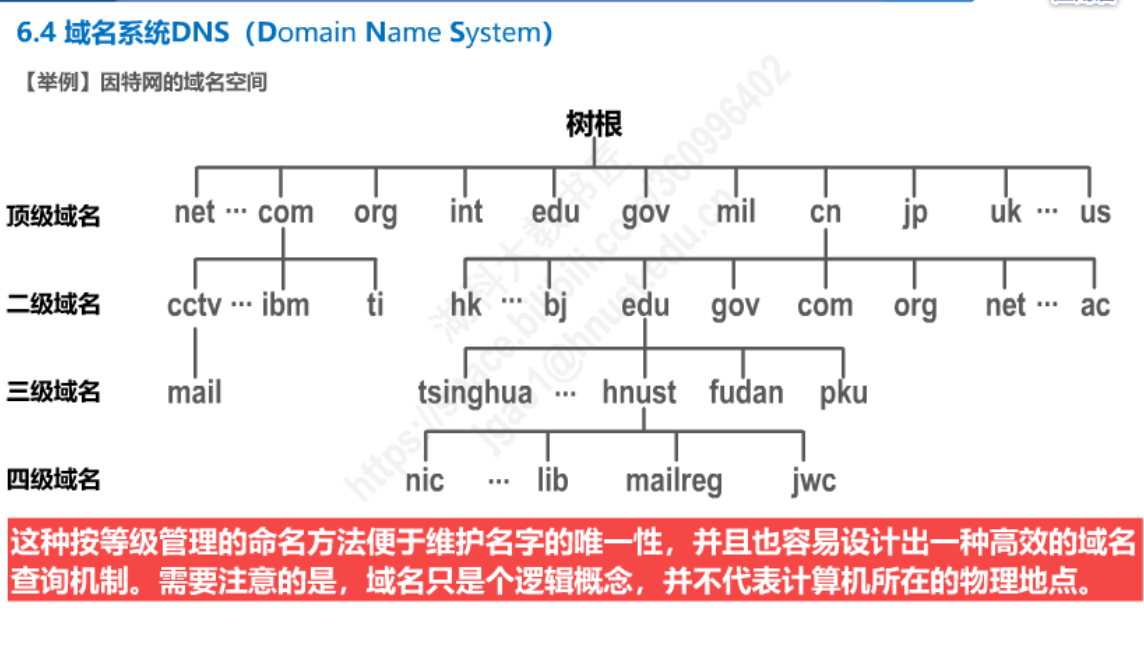 6.4 域名系统DNS（Domain Name System）
【举例】因特网的域名空间
树根
顶级域名 net ··· com org int edu gov mil cn jp uk ··· us
二级域名 cctv ··· ibm ti hk ··· bj edu gov com org net ··· ac
三级域名 mail tsinghua ··· hnust fudan pku
四级域名 nic ··· lib mailreg jwc
这种按等级管理的命名方法便于维护名字的唯一性，并且也容易设计出一种高效的域名
查询机制。需要注意的是，域名只是个逻辑概念，并不代表计算机所在的物理地点。